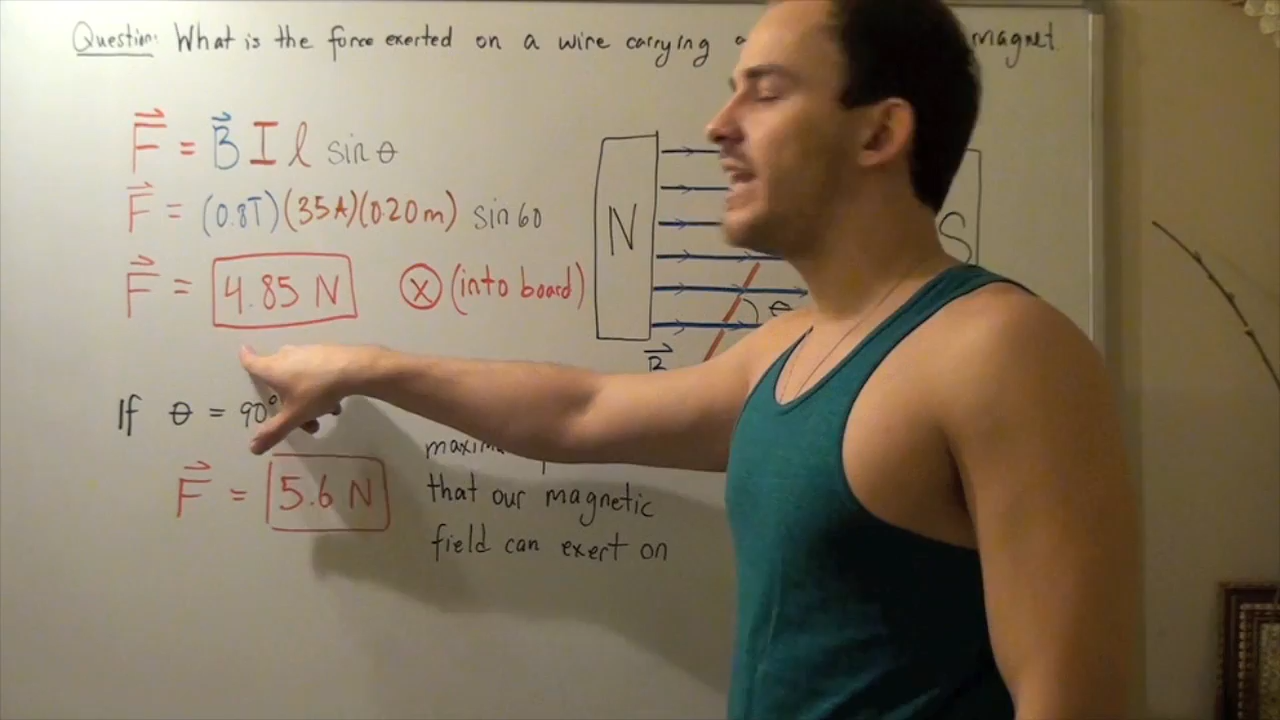 Question: What is the force exerted on a wire carrying a magnet
F = B I l sin θ
F = (0.8T)(35A)(0.20m) sin 60
F = 4.85 N ⓧ (into board)
N
S
θ
B
If θ = 90°
that our magnetic
F = 5.6 N
field can exert on